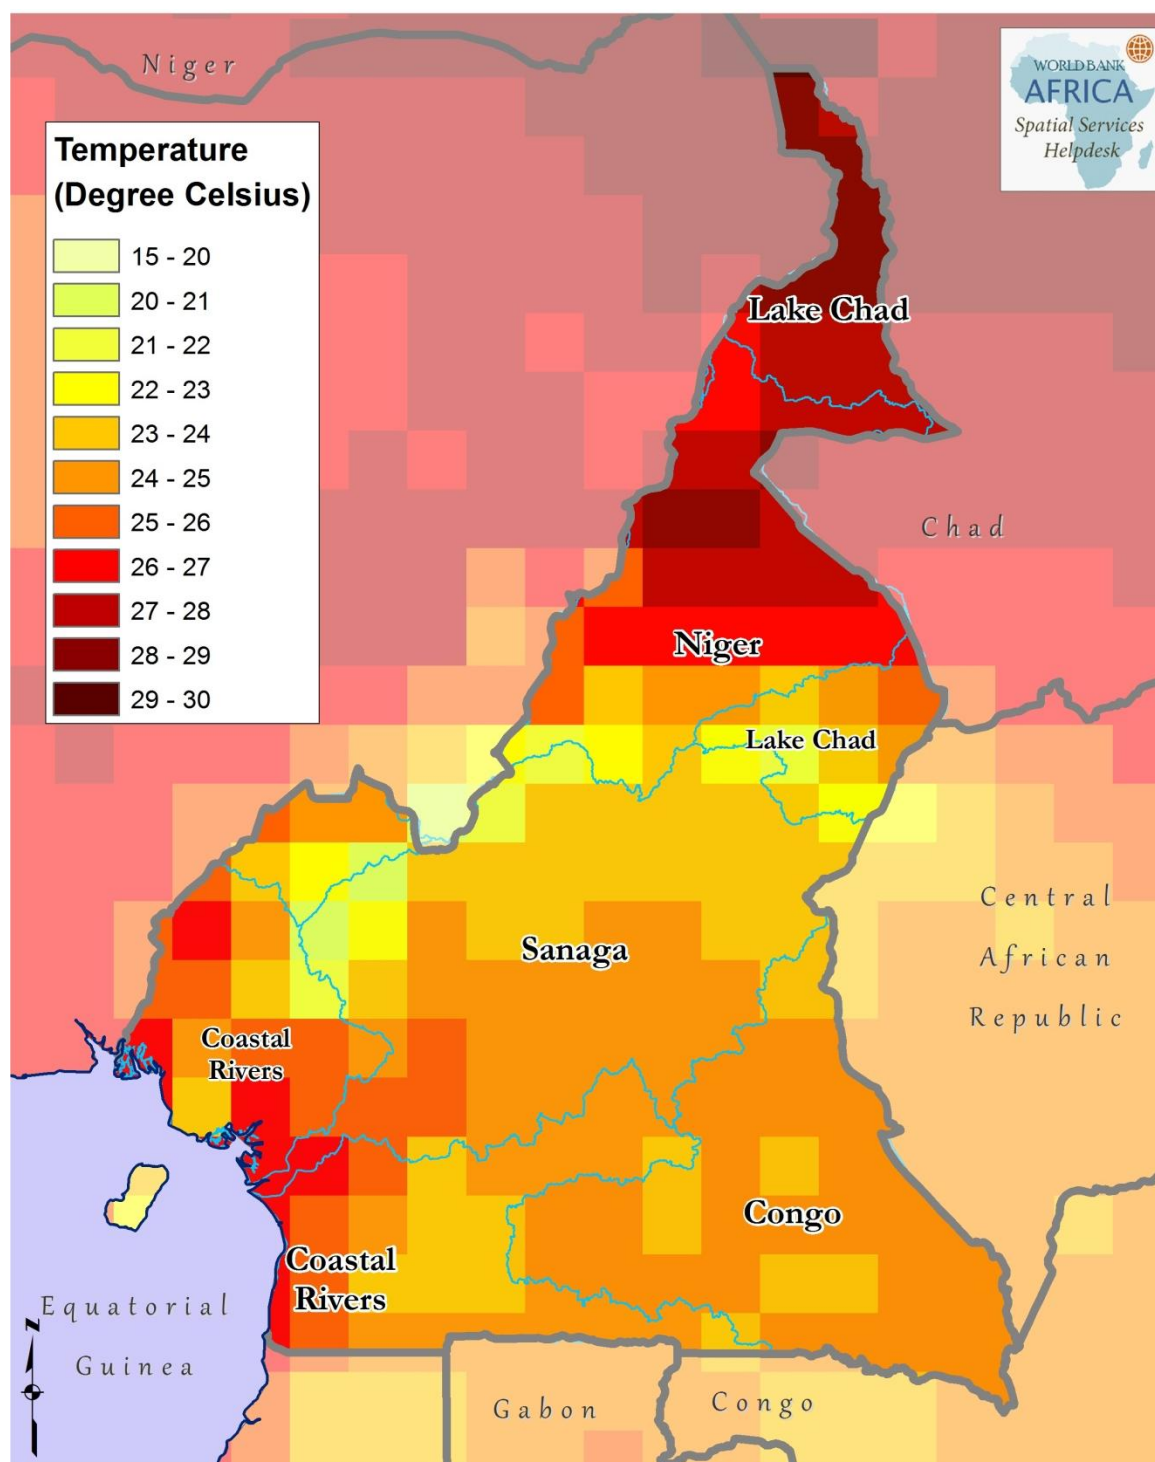 Niger
WORLD BANK
AFRICA
Spatial Services
Helpdesk
Temperature
(Degree Celsius)
15 - 20
20 - 21
21 - 22
22 - 23
23 - 24
24 - 25
25 - 26
26 - 27
27 - 28
28 - 29
29 - 30
Lake Chad
Chad
Niger
Lake Chad
Central
African
Republic
Sanaga
Coastal
Rivers
Congo
Coastal
Rivers
Equatorial
Guinea
N
Gabon
Congo